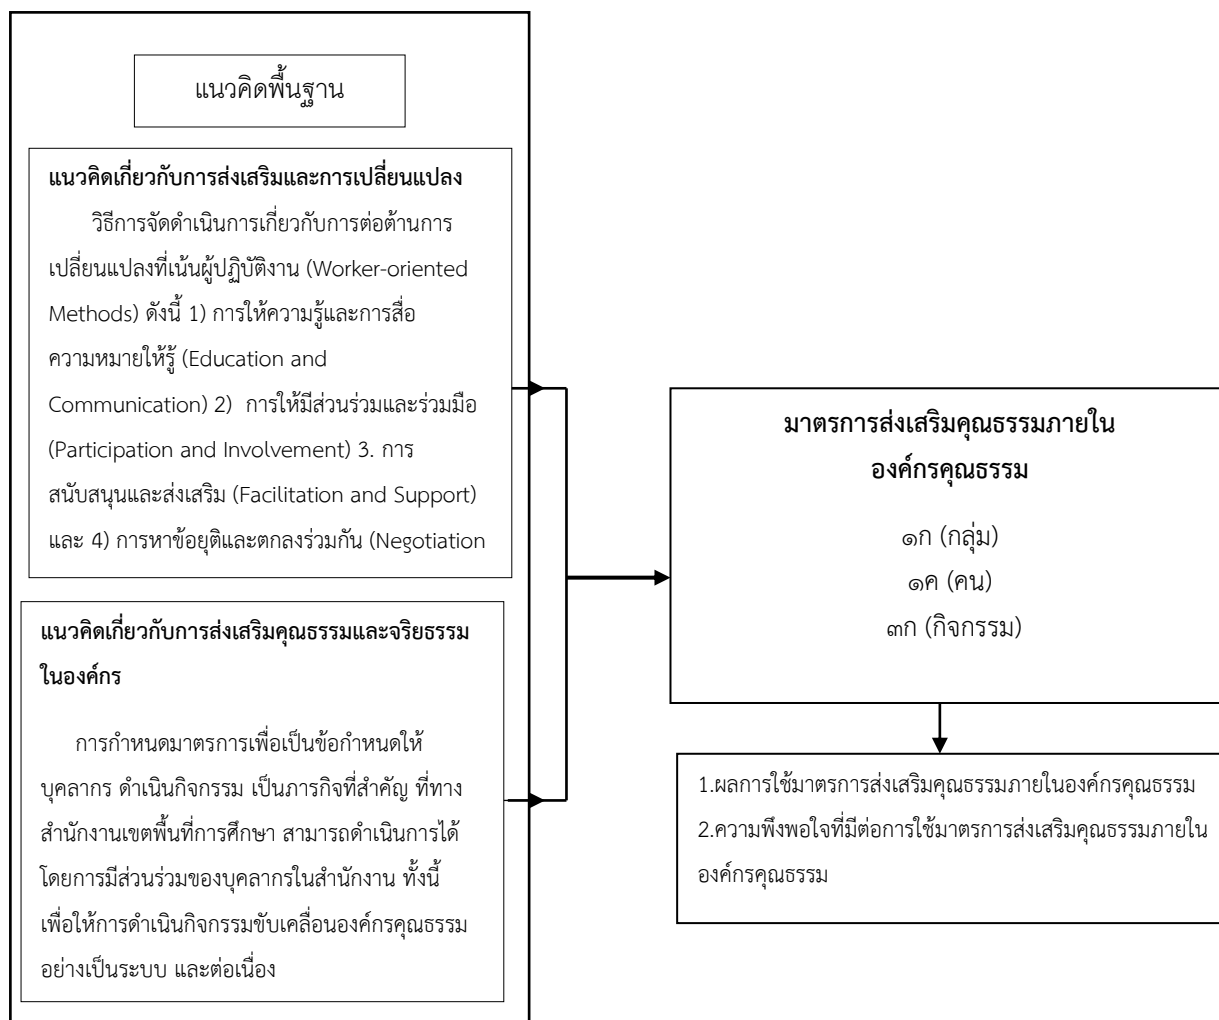 แนวคิดพื้นฐาน
แนวคิดเกี่ยวกับการส่งเสริมและการเปลี่ยนแปลง
วิธีการจัดดำเนินการเกี่ยวกับการต่อต้านการ
เปลี่ยนแปลงที่เน้นผู้ปฏิบัติงาน (Worker-oriented
Methods) ดังนี้ 1) การให้ความรู้และการสื่อ
ความหมายให้รู้ (Education and
Communication) 2) การให้มีส่วนร่วมและร่วมมือ
(Participation and Involvement) 3. การ
สนับสนุนและส่งเสริม (Facilitation and Support)
และ 4) การหาข้อยุติและตกลงร่วมกัน (Negotiation
แนวคิดเกี่ยวกับการส่งเสริมคุณธรรมและจริยธรรม
ในองค์กร
การกำหนดมาตรการเพื่อเป็นข้อกำหนดให้
บุคลากร ดำเนินกิจกรรม เป็นภารกิจที่สำคัญ ที่ทาง
สำนักงานเขตพื้นที่การศึกษา สามารถดำเนินการได้
โดยการมีส่วนร่วมของบุคลากรในสำนักงาน ทั้งนี้
เพื่อให้การดำเนินกิจกรรมขับเคลื่อนองค์กรคุณธรรม
อย่างเป็นระบบ และต่อเนื่อง
มาตรการส่งเสริมคุณธรรมภายใน
องค์กรคุณธรรม
๑ก (กลุ่ม)
๑ค (คน)
๓ก (กิจกรรม)
1.ผลการใช้มาตรการส่งเสริมคุณธรรมภายในองค์กรคุณธรรม
2.ความพึงพอใจที่มีต่อการใช้มาตรการส่งเสริมคุณธรรมภายใน
องค์กรคุณธรรม